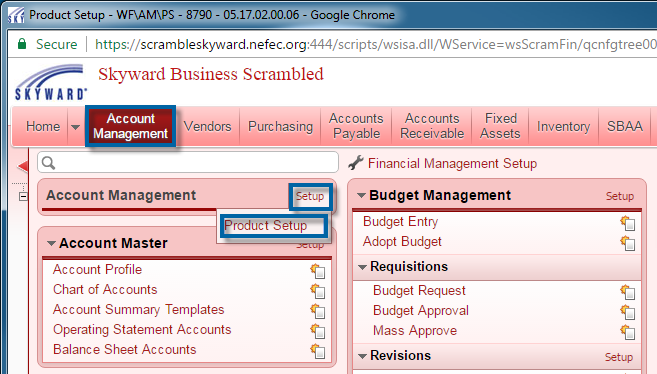 Product Setup - WF\AM\PS - 8790 - 05.17.02.00.06 - Google Chrome
Secure https://scrambleskyward.nefec.org:444/scripts/wsisa.dll/WService=wsScramFin/qcnfgtree00
SKYWARD
Skyward Business Scrambled
Home
Account Management
Vendors
Purchasing
Accounts Payable
Accounts Receivable
Fixed Assets
Inventory
SBAA
Financial Management Setup
Account Management Setup
Product Setup
Account Master Setup
Account Profile
Chart of Accounts
Account Summary Templates
Operating Statement Accounts
Balance Sheet Accounts
Budget Management Setup
Budget Entry
Adopt Budget
Requisitions
Budget Request
Budget Approval
Mass Approve
Revisions Setup